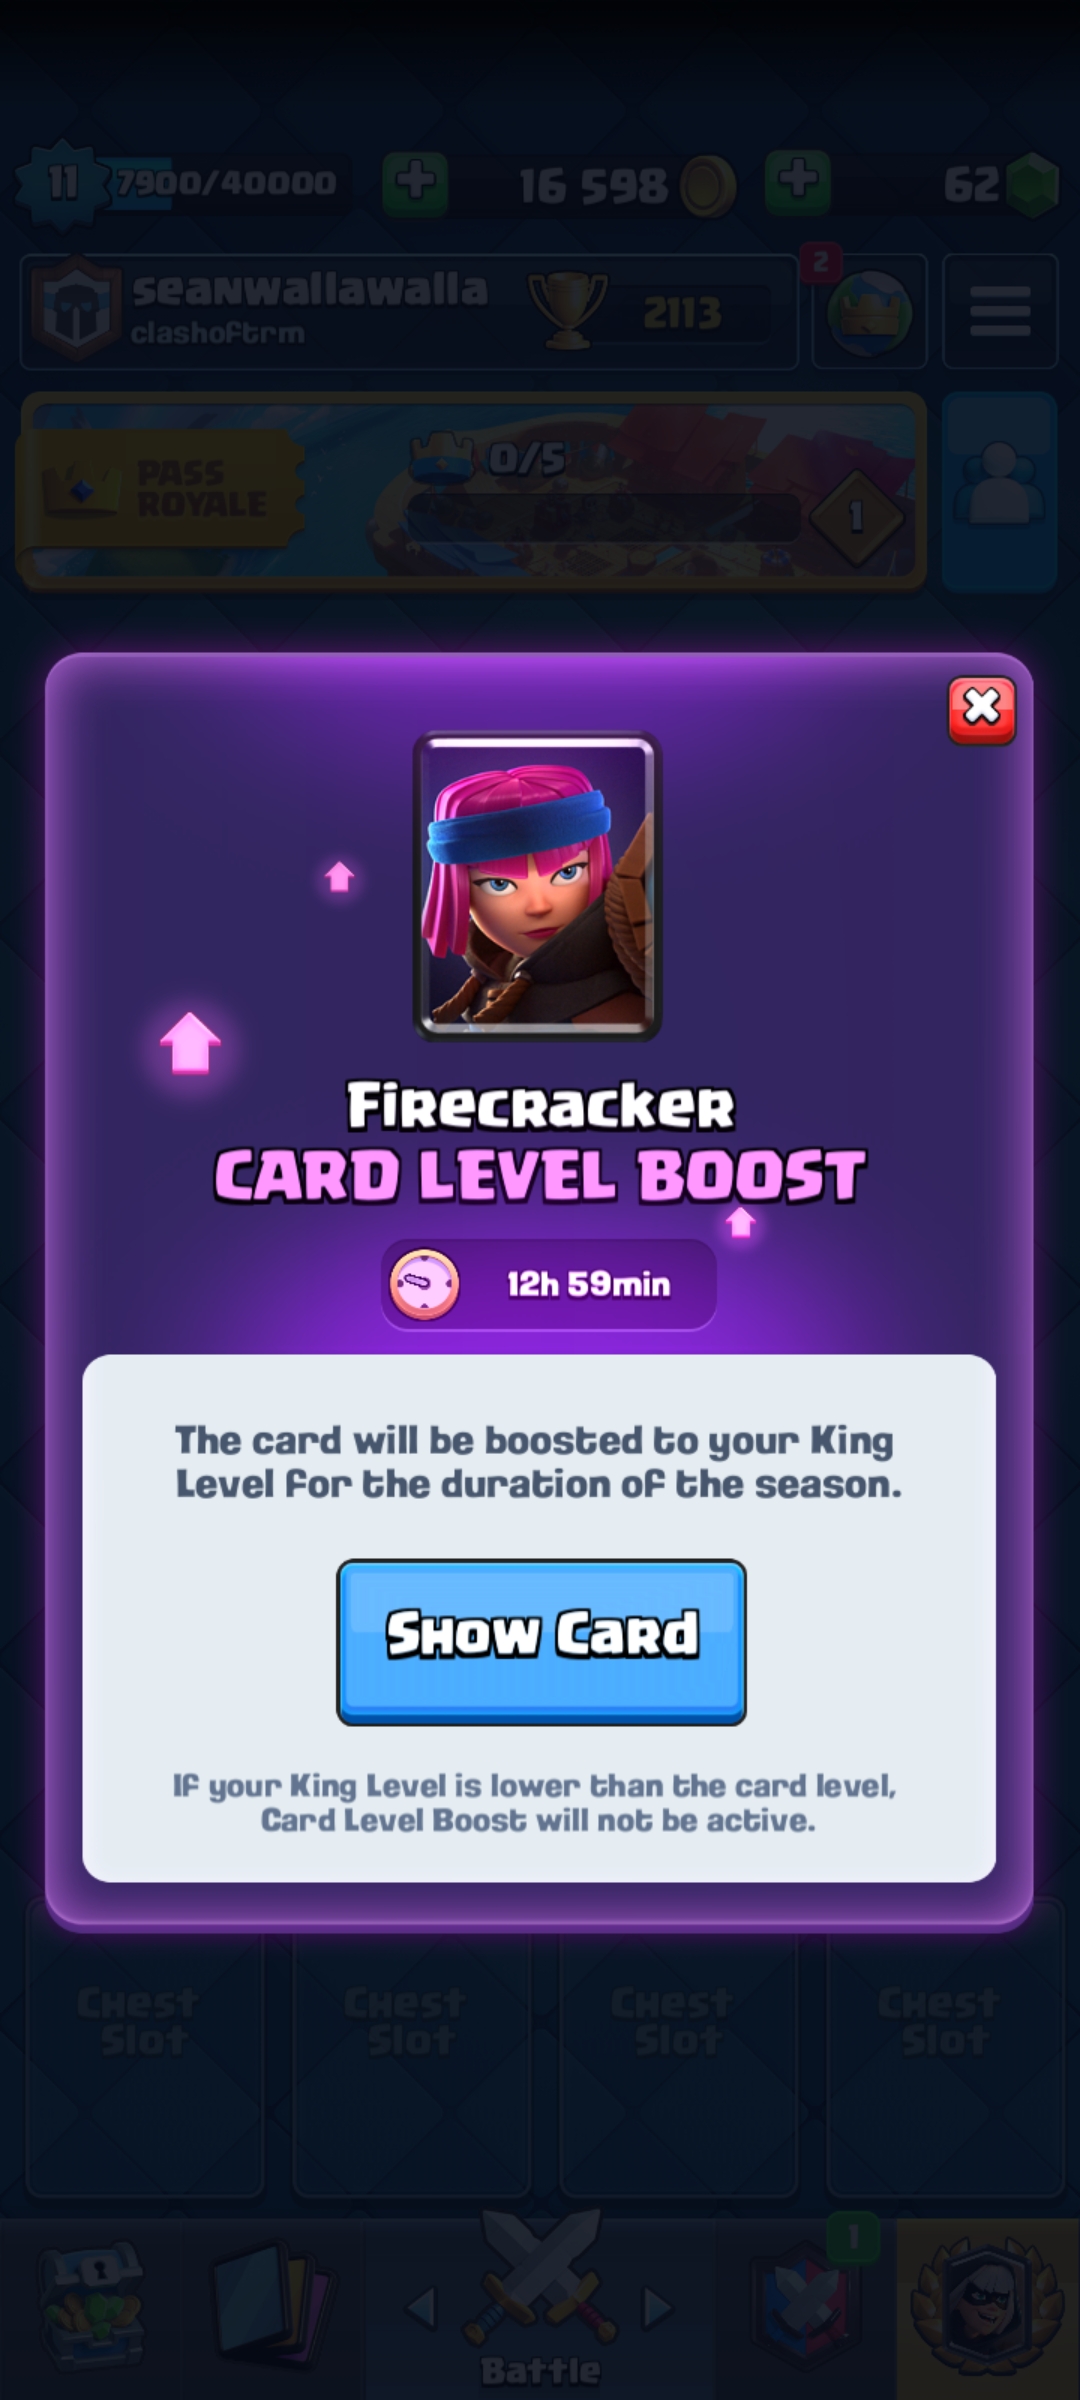 11 7900/40000 16 598 62
seanwallawalla 2113 2
clashoftrm
PASS
ROYALE
0/5
1
Firecracker
CARD LEVEL BOOST
12h 59min
The card will be boosted to your King
Level for the duration of the season.
Show Card
If your King Level is lower than the card level,
Card Level Boost will not be active.
Chest
Slot
Chest
Slot
Chest
Slot
Chest
Slot
1
Battle